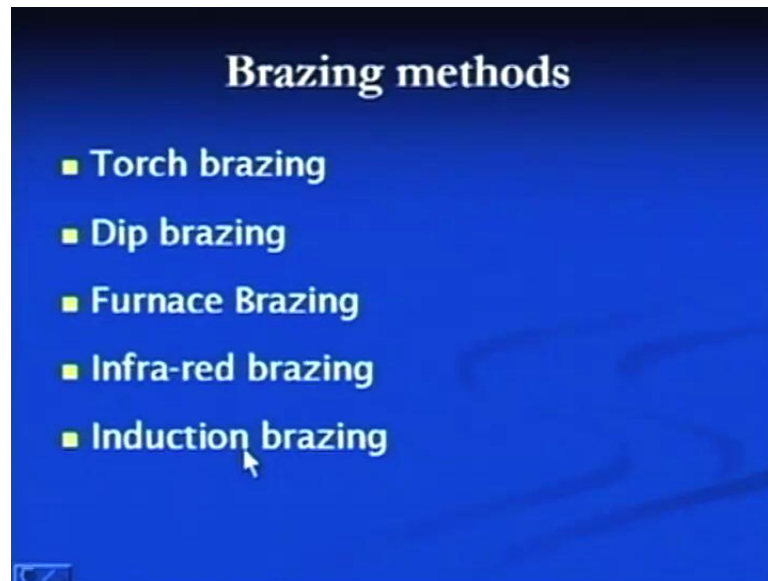 Brazing methods
Torch brazing
Dip brazing
Furnace Brazing
Infra-red brazing
Induction brazing